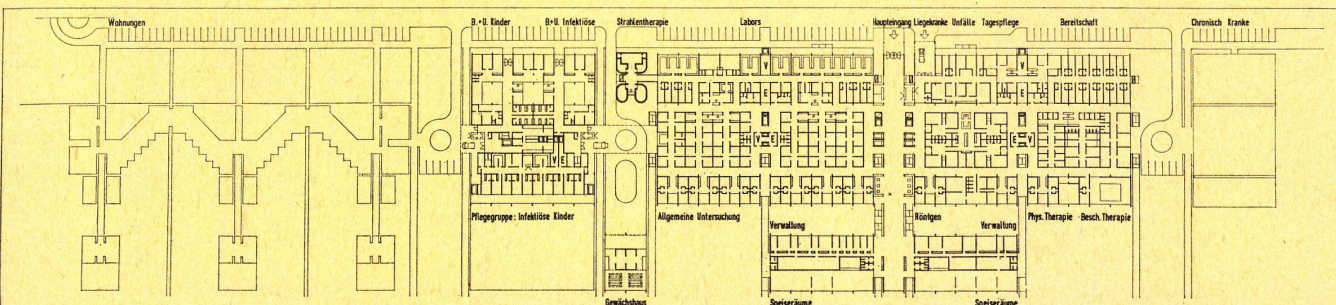 Wohnungen
B.+U. Kinder
B.+U. Infektiöse
Strahlentherapie
Labors
Haupteingang
Liegekranke
Unfälle
Tagespflege
Bereitschaft
Chronisch Kranke
V
V
E
E
V
E
V
E
E
V
Pflegegruppe: Infektiöse Kinder
Allgemeine Untersuchung
Röntgen
Phys. Therapie
Besch. Therapie
Verwaltung
Verwaltung
Gewächshaus
Speiseräume
Speiseräume